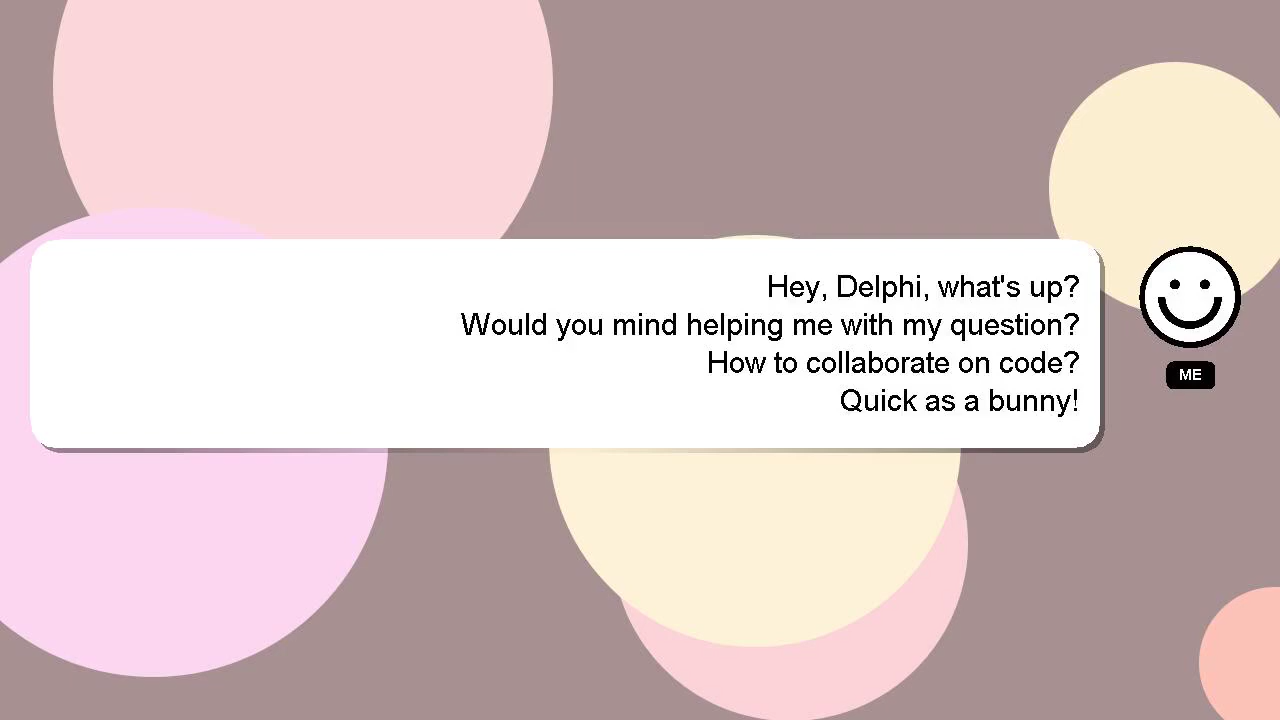 Hey, Delphi, what's up?
Would you mind helping me with my question?
How to collaborate on code?
Quick as a bunny!
ME